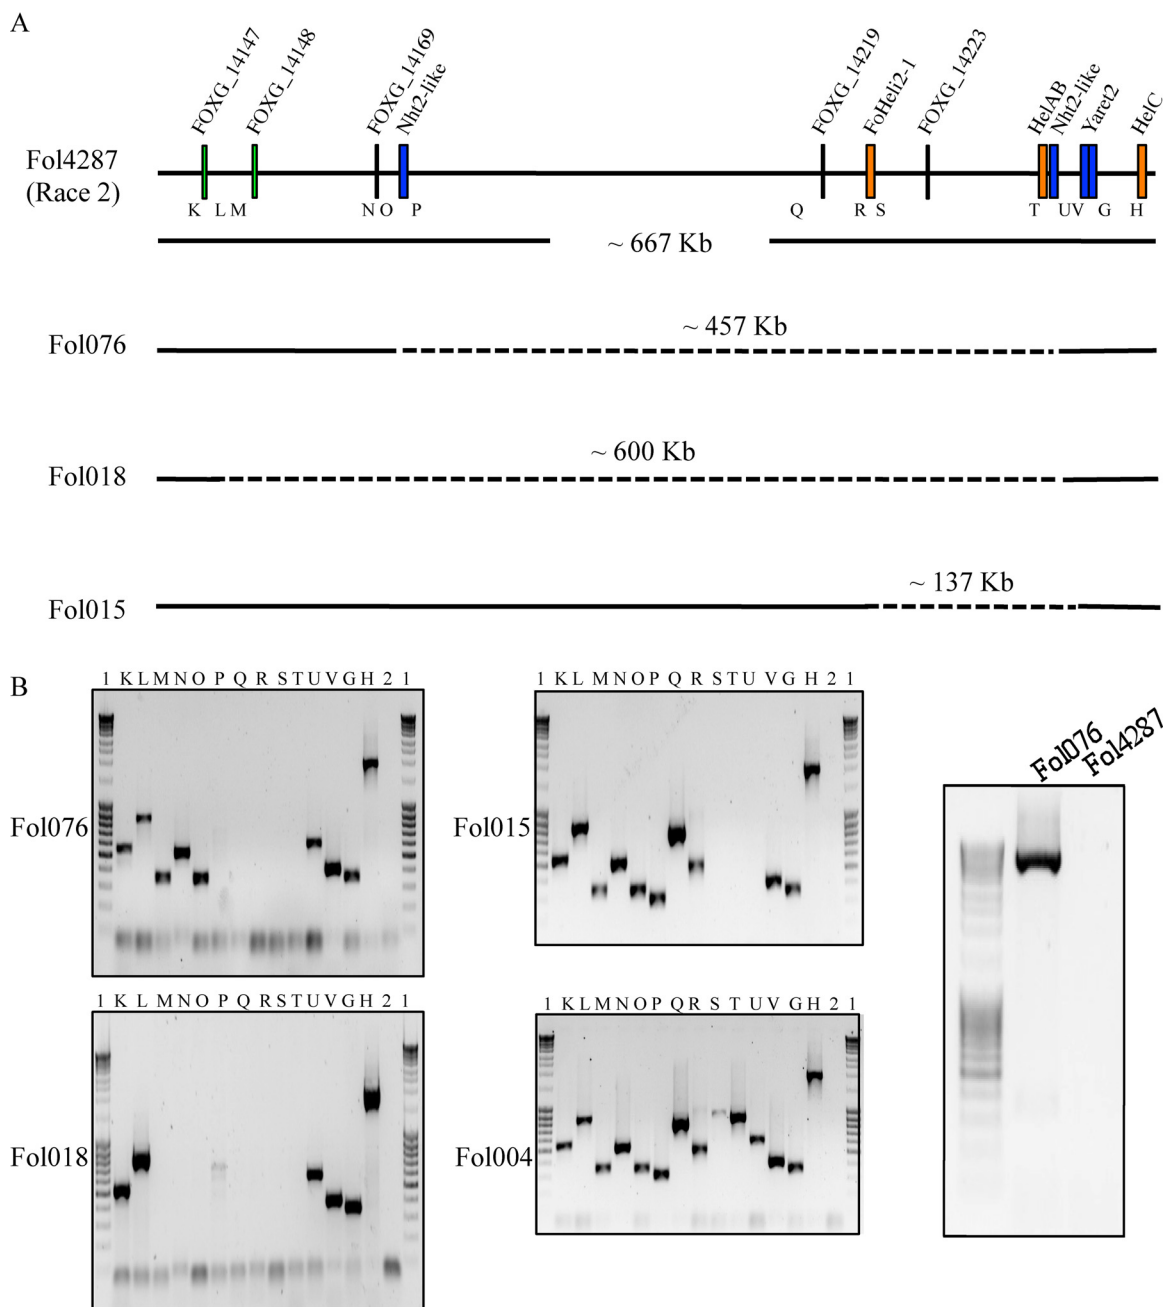 A
FOXG_14147
FOXG_14148
FOXG_14169
Nht2-like
FOXG_14219
FoHeli2-1
FOXG_14223
HelAB
Nht2-like
Yaret2
HelC
Fol4287
(Race 2)
K L M N O P Q R S T U V G H
~ 667 Kb
~ 457 Kb
Fol076
~ 600 Kb
Fol018
~ 137 Kb
Fol015
B
1 K L M N O P Q R S T U V G H 2 1
Fol076
1 K L M N O P Q R S T U V G H 2 1
Fol015
Fol076
Fol4287
1 K L M N O P Q R S T U V G H 2 1
Fol018
1 K L M N O P Q R S T U V G H 2 1
Fol004